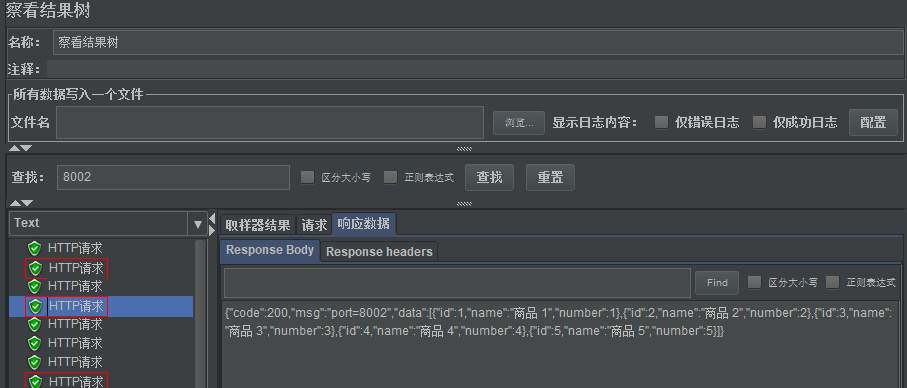 察看结果树
名称： 察看结果树
注释：
所有数据写入一个文件
文件名 浏览... 显示日志内容： 仅错误日志 仅成功日志 配置
查找： 8002 区分大小写 正则表达式 查找 重置
Text
取样器结果 请求 响应数据
HTTP请求
HTTP请求
HTTP请求
HTTP请求
HTTP请求
HTTP请求
HTTP请求
HTTP请求
Response Body Response headers
Find 区分大小写 正则表达式
{"code":200,"msg":"port=8002","data":[{"id":1,"name":"商品 1","number":1},{"id":2,"name":"商品 2","number":2},{"id":3,"name":
"商品 3","number":3},{"id":4,"name":"商品 4","number":4},{"id":5,"name":"商品 5","number":5}]}